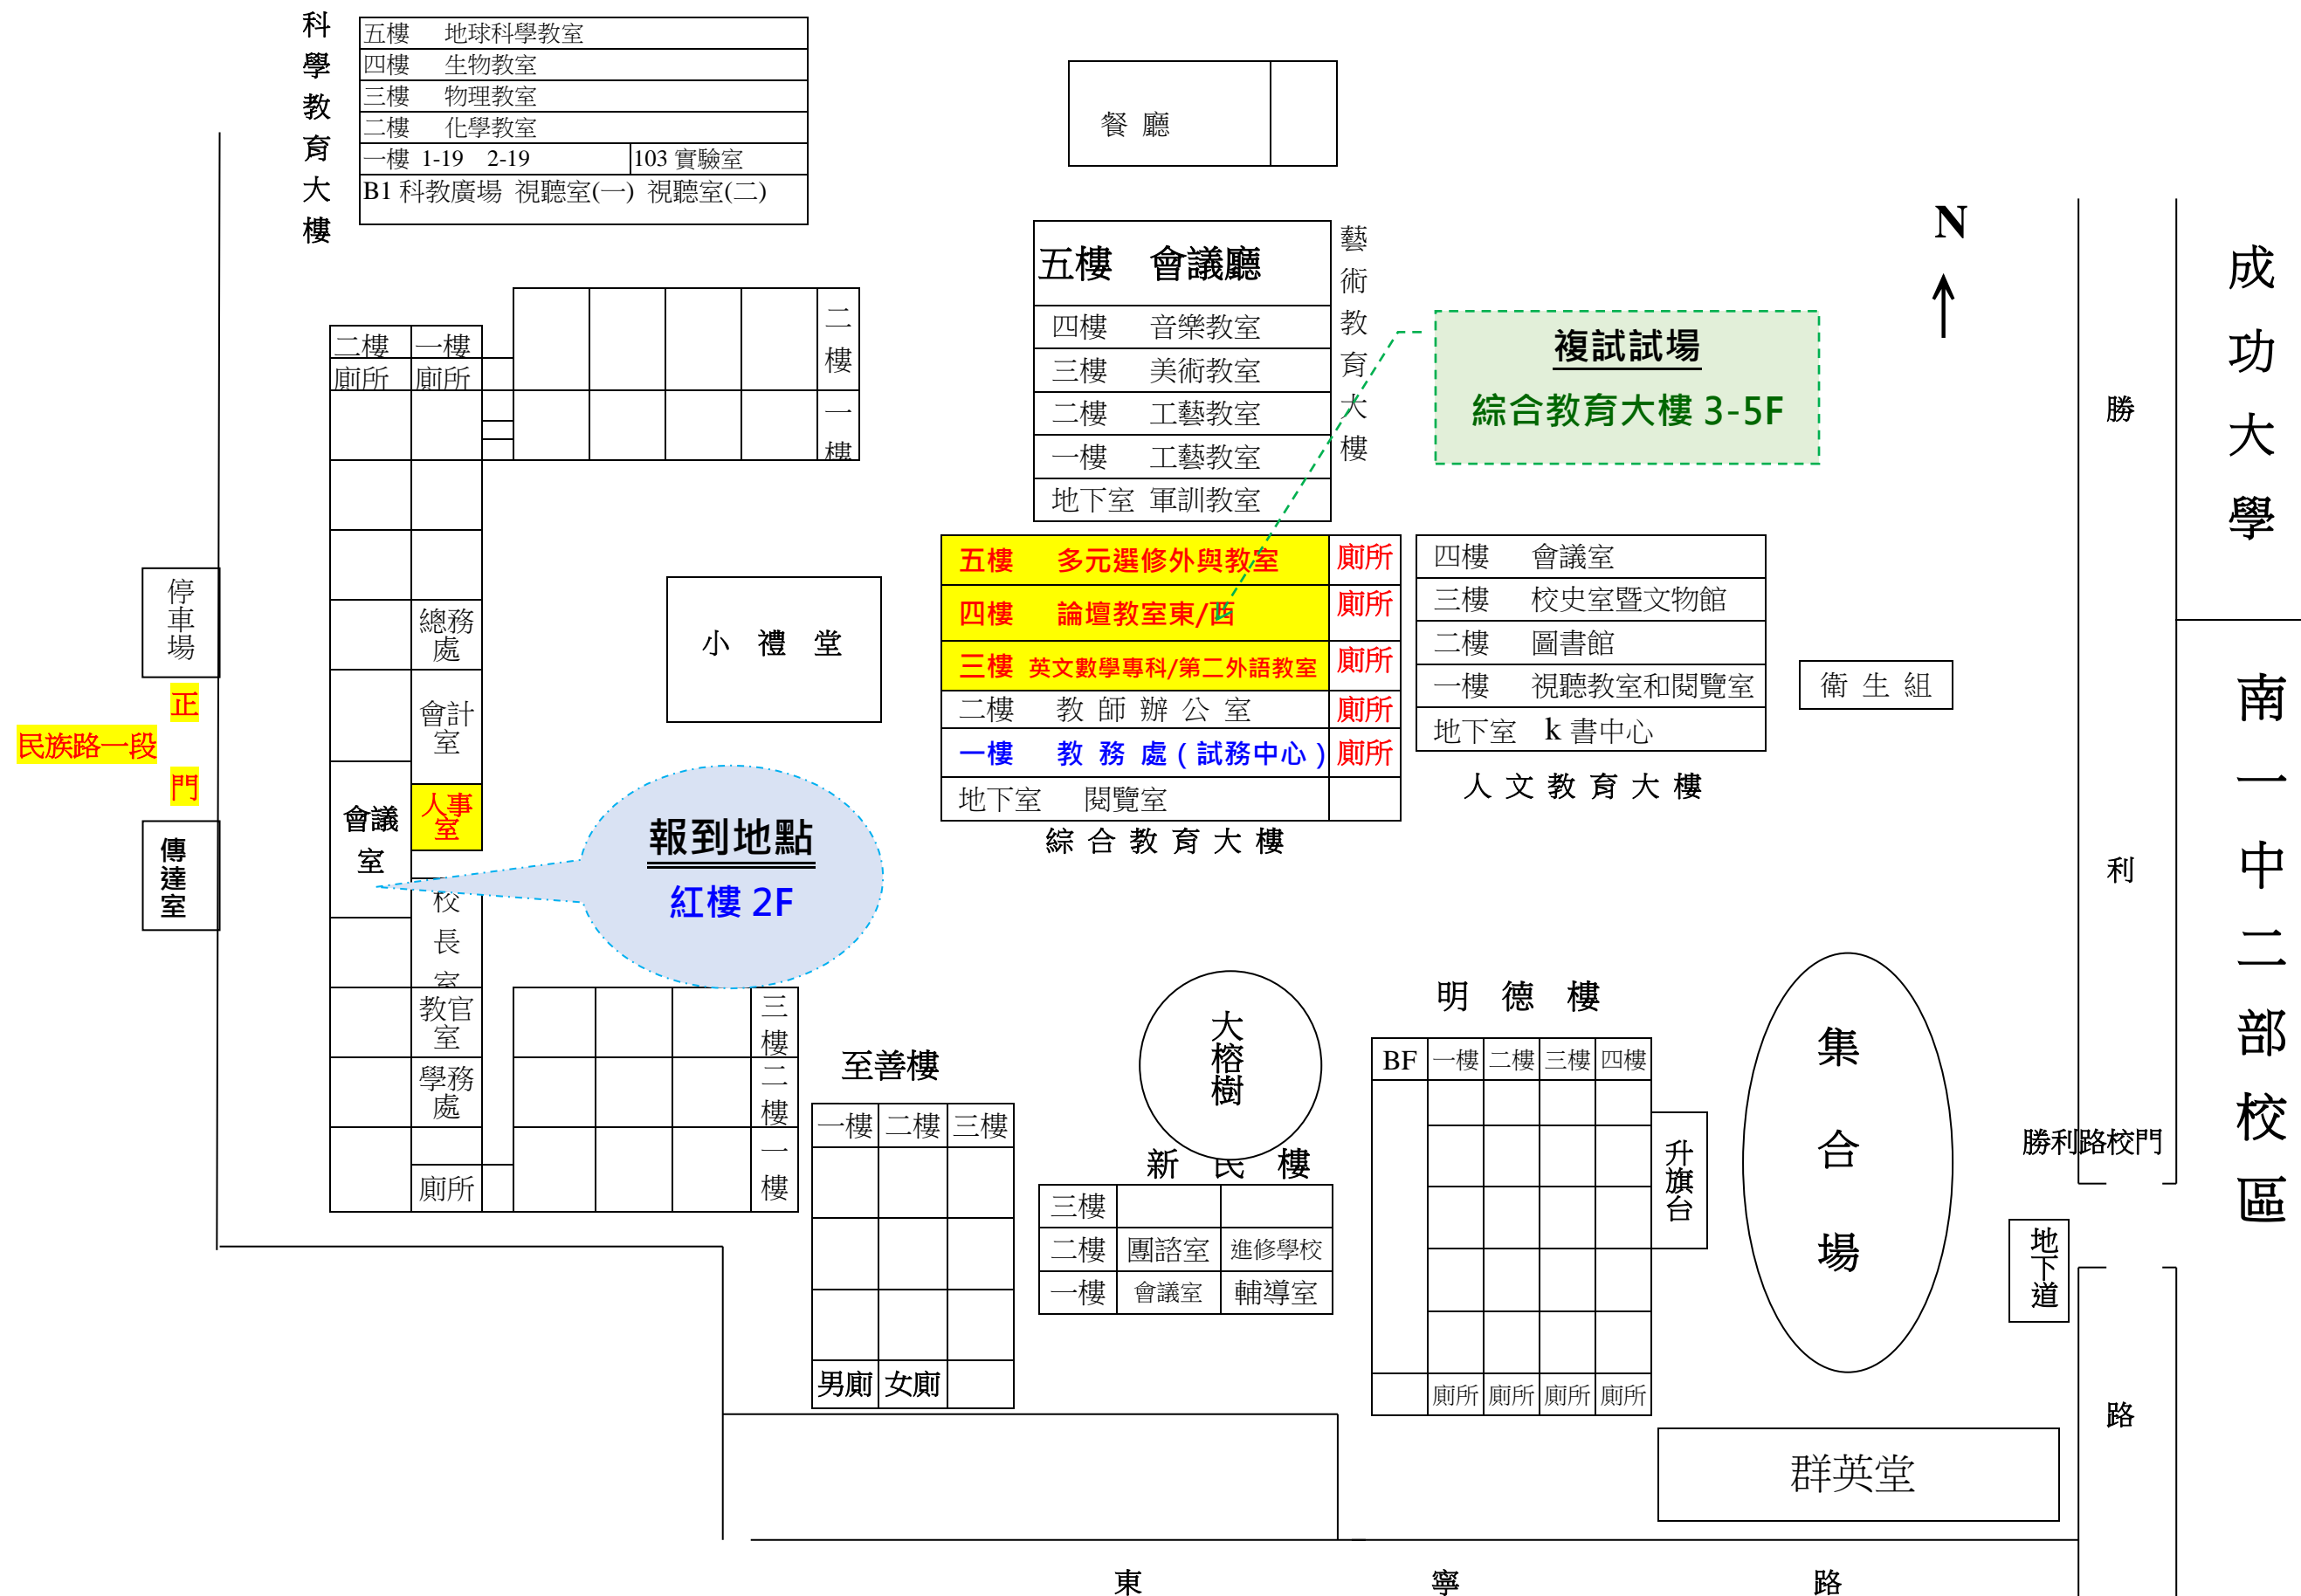 科學教育大樓
五樓 地球科學教室
四樓 生物教室
三樓 物理教室
二樓 化學教室
一樓 1-19 2-19 103 實驗室
B1 科教廣場 視聽室(一) 視聽室(二)
餐 廳
N
成功大學
五樓 會議廳
四樓 音樂教室
三樓 美術教室
二樓 工藝教室
一樓 工藝教室
地下室 軍訓教室
藝術教育大樓
複試試場
綜合教育大樓 3-5F
二樓
一樓
二樓 一樓
廁所 廁所
總務處
會計室
人事室
會議室
校長室
教官室
學務處
廁所
停車場
正門
民族路一段
傳達室
小 禮 堂
報到地點
紅樓 2F
五樓 多元選修外與教室 廁所
四樓 論壇教室東/西 廁所
三樓 英文數學專科/第二外語教室 廁所
二樓 教 師 辦 公 室 廁所
一樓 教 務 處（試務中心） 廁所
地下室 閱覽室
綜 合 教 育 大 樓
四樓 會議室
三樓 校史室暨文物館
二樓 圖書館
一樓 視聽教室和閱覽室
地下室 k 書中心
人 文 教 育 大 樓
衛 生 組
南一中二部校區
勝利路
勝利路校門
地下道
三樓
二樓
一樓
至善樓
一樓 二樓 三樓
男廁 女廁
大榕樹
新 民 樓
三樓
二樓 團諮室 進修學校
一樓 會議室 輔導室
明 德 樓
BF 一樓 二樓 三樓 四樓
廁所 廁所 廁所 廁所
升旗台
集合場
群英堂
東 寧 路